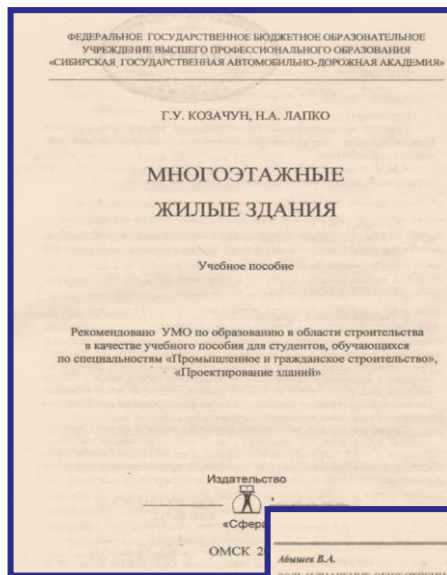 ФЕДЕРАЛЬНОЕ ГОСУДАРСТВЕННОЕ БЮДЖЕТНОЕ ОБРАЗОВАТЕЛЬНОЕ
УЧРЕЖДЕНИЕ ВЫСШЕГО ПРОФЕССИОНАЛЬНОГО ОБРАЗОВАНИЯ
«СИБИРСКАЯ ГОСУДАРСТВЕННАЯ АВТОМОБИЛЬНО-ДОРОЖНАЯ АКАДЕМИЯ»
Г.У. КОЗАЧУН, Н.А. ЛАПКО
МНОГОЭТАЖНЫЕ
ЖИЛЫЕ ЗДАНИЯ
Учебное пособие
Рекомендовано УМО по образованию в области строительства
в качестве учебного пособия для студентов, обучающихся
по специальностям «Промышленное и гражданское строительство»,
«Проектирование зданий»
Издательство
«Сфера
ОМСК 2
Абышев В.А.